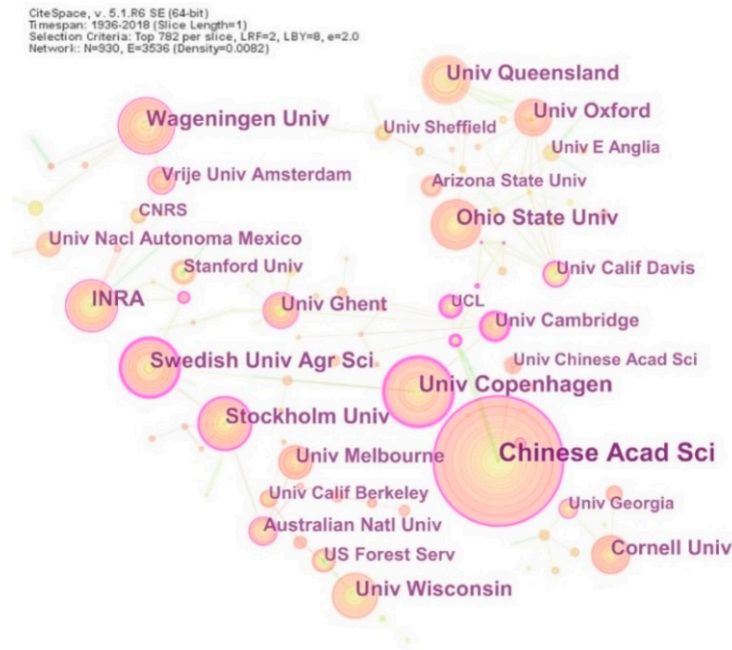 CiteSpace, v. 5.1.R6 SE (64-bit)
Timespan: 1936-2018 (Slice Length=1)
Selection Criteria: Top 782 per slice, LRF=2, LBY=8, e=2.0
Network: N=930, E=3536 (Density=0.0082)
Univ Queensland
Wageningen Univ
Univ Oxford
Univ Sheffield
Univ E Anglia
Vrije Univ Amsterdam
Arizona State Univ
CNRS
Ohio State Univ
Univ Nacl Autonoma Mexico
Stanford Univ
Univ Calif Davis
INRA
Univ Ghent
UCL
Univ Cambridge
Swedish Univ Agr Sci
Univ Chinese Acad Sci
Univ Copenhagen
Stockholm Univ
Univ Melbourne
Chinese Acad Sci
Univ Calif Berkeley
Univ Georgia
Australian Natl Univ
US Forest Serv
Cornell Univ
Univ Wisconsin